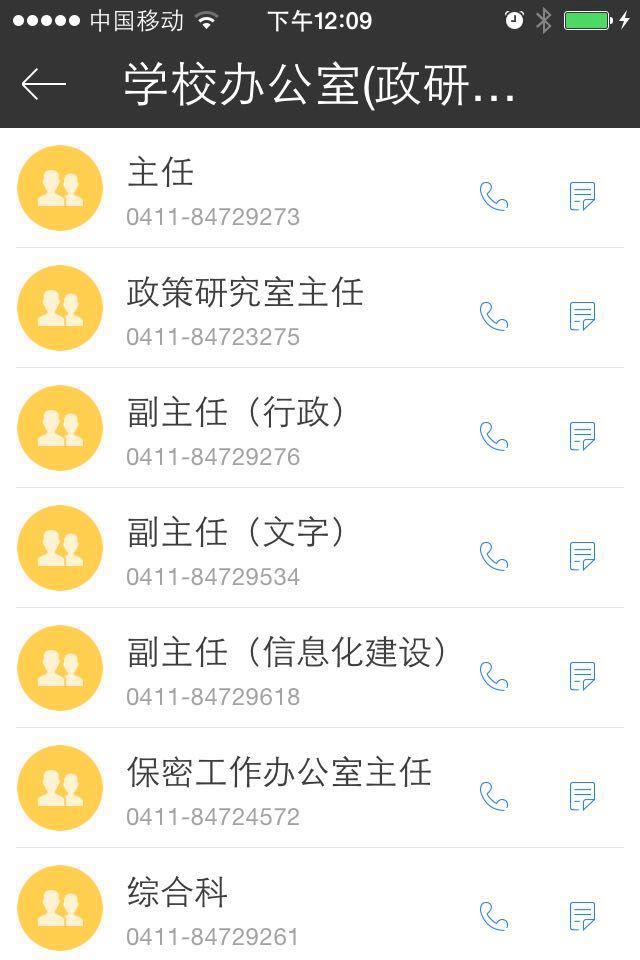 中国移动 下午12:09
学校办公室(政研...
主任
0411-84729273
政策研究室主任
0411-84723275
副主任（行政）
0411-84729276
副主任（文字）
0411-84729534
副主任（信息化建设）
0411-84729618
保密工作办公室主任
0411-84724572
综合科
0411-84729261